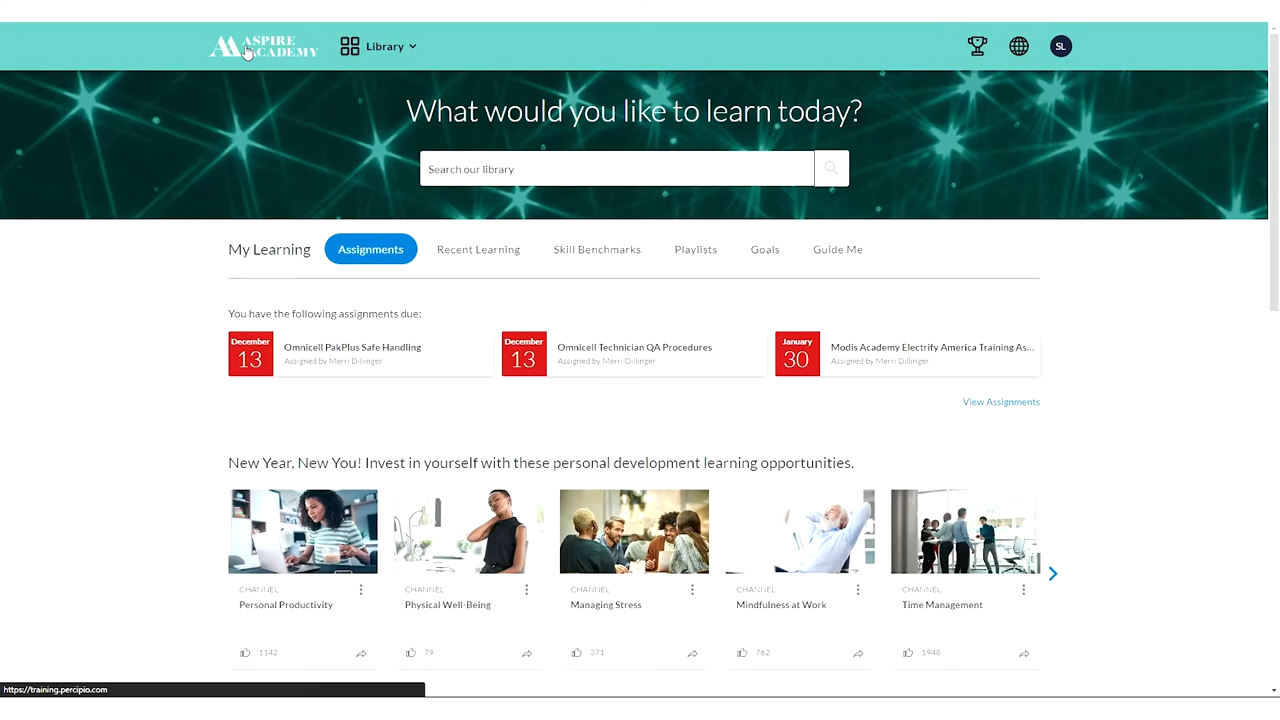 ASPIRE
ACADEMY
Library
SL
What would you like to learn today?
Search our library
My Learning
Assignments
Recent Learning
Skill Benchmarks
Playlists
Goals
Guide Me
You have the following assignments due:
December
13
Omnicell PakPlus Safe Handling
Assigned by Merri Dillinger
December
13
Omnicell Technician QA Procedures
Assigned by Merri Dillinger
January
30
Modis Academy Electrify America Training As...
Assigned by Merri Dillinger
View Assignments
New Year, New You! Invest in yourself with these personal development learning opportunities.
CHANNEL
Personal Productivity
1142
CHANNEL
Physical Well-Being
79
CHANNEL
Managing Stress
371
CHANNEL
Mindfulness at Work
762
CHANNEL
Time Management
1948
https://training.percipio.com